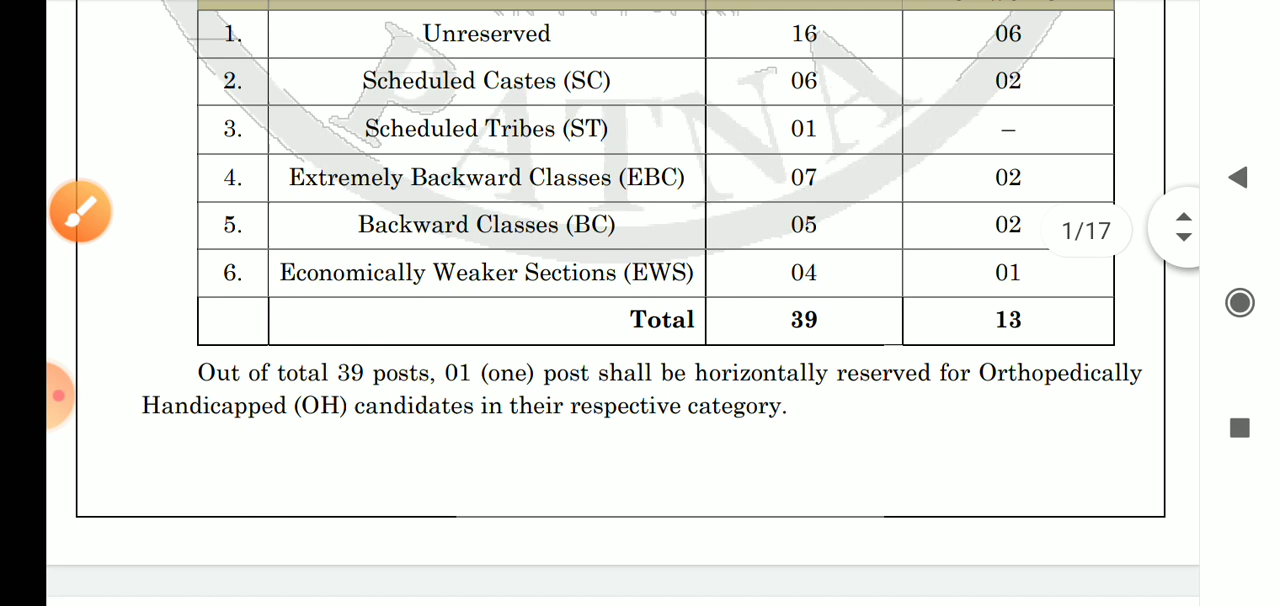 1. Unreserved 16 06
2. Scheduled Castes (SC) 06 02
3. Scheduled Tribes (ST) 01 –
4. Extremely Backward Classes (EBC) 07 02
5. Backward Classes (BC) 05 02
6. Economically Weaker Sections (EWS) 04 01
Total 39 13
1/17
Out of total 39 posts, 01 (one) post shall be horizontally reserved for Orthopedically
Handicapped (OH) candidates in their respective category.
PATNA